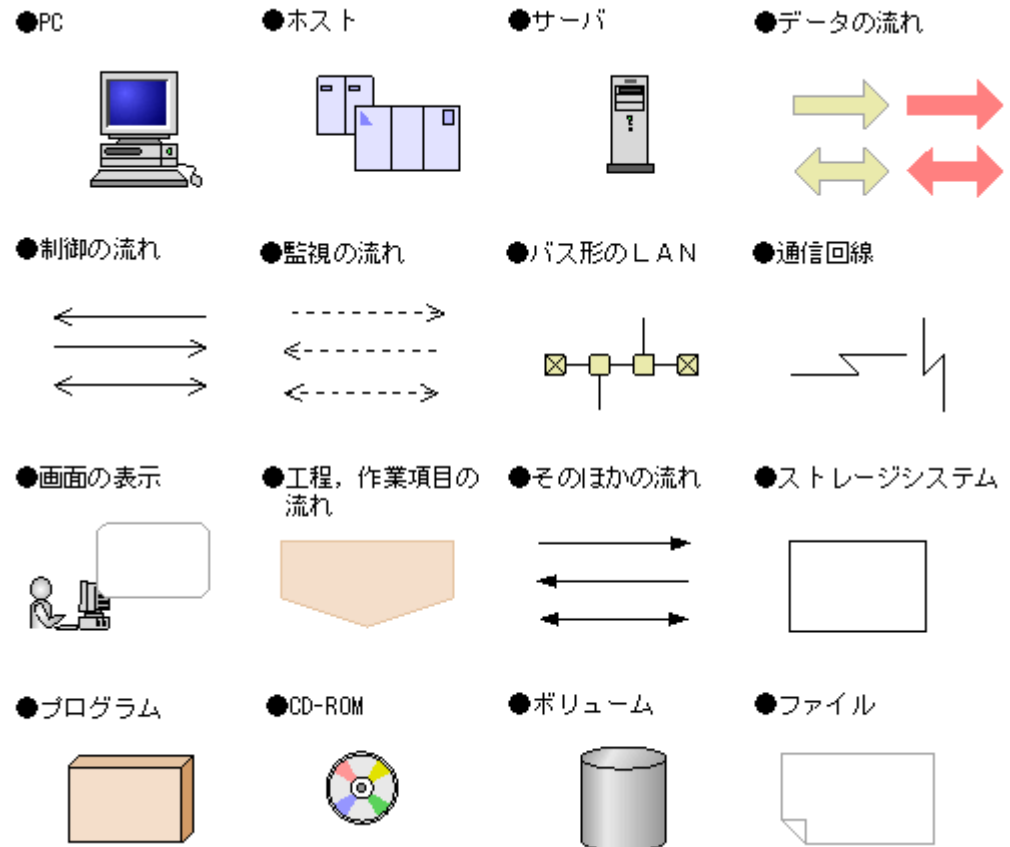 ●PC
●ホスト
●サーバ
●データの流れ
●制御の流れ
●監視の流れ
●バス形のＬＡＮ
●通信回線
●画面の表示
●工程，作業項目の
流れ
●そのほかの流れ
●ストレージシステム
●プログラム
●CD-ROM
●ボリューム
●ファイル